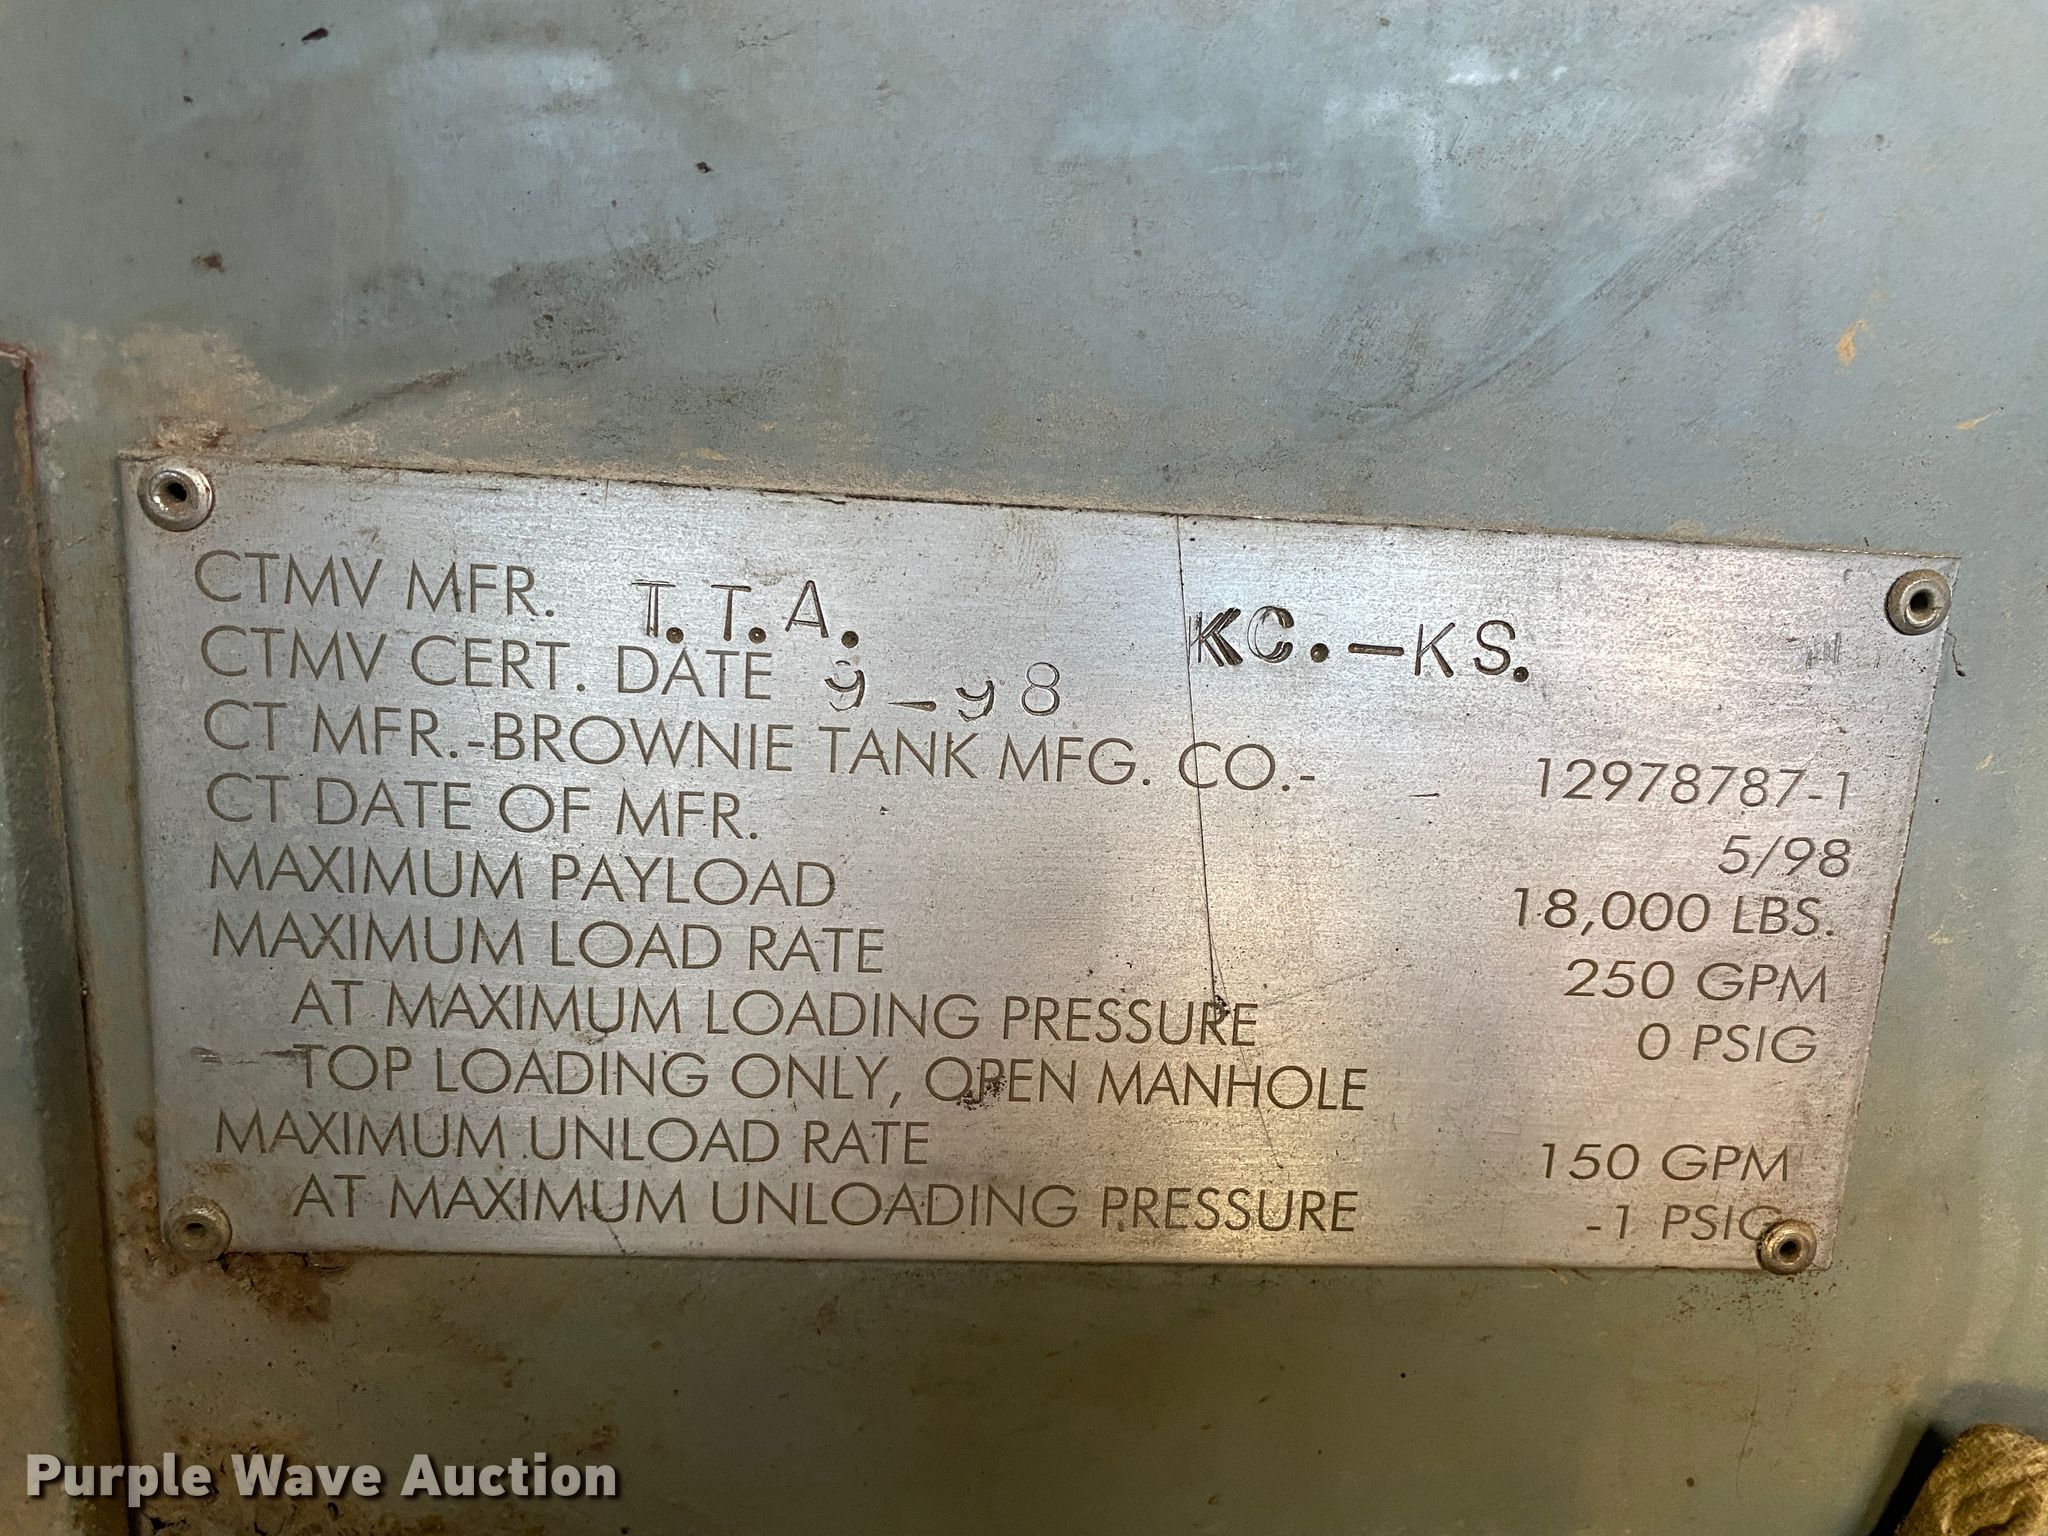 CTMV MFR. T.T.A. KC.-KS.
CTMV CERT. DATE 9-98
CT MFR.-BROWNIE TANK MFG. CO.- 12978787-1
CT DATE OF MFR. 5/98
MAXIMUM PAYLOAD 18,000 LBS.
MAXIMUM LOAD RATE 250 GPM
AT MAXIMUM LOADING PRESSURE 0 PSIG
TOP LOADING ONLY, OPEN MANHOLE
MAXIMUM UNLOAD RATE 150 GPM
AT MAXIMUM UNLOADING PRESSURE -1 PSIG
Purple Wave Auction